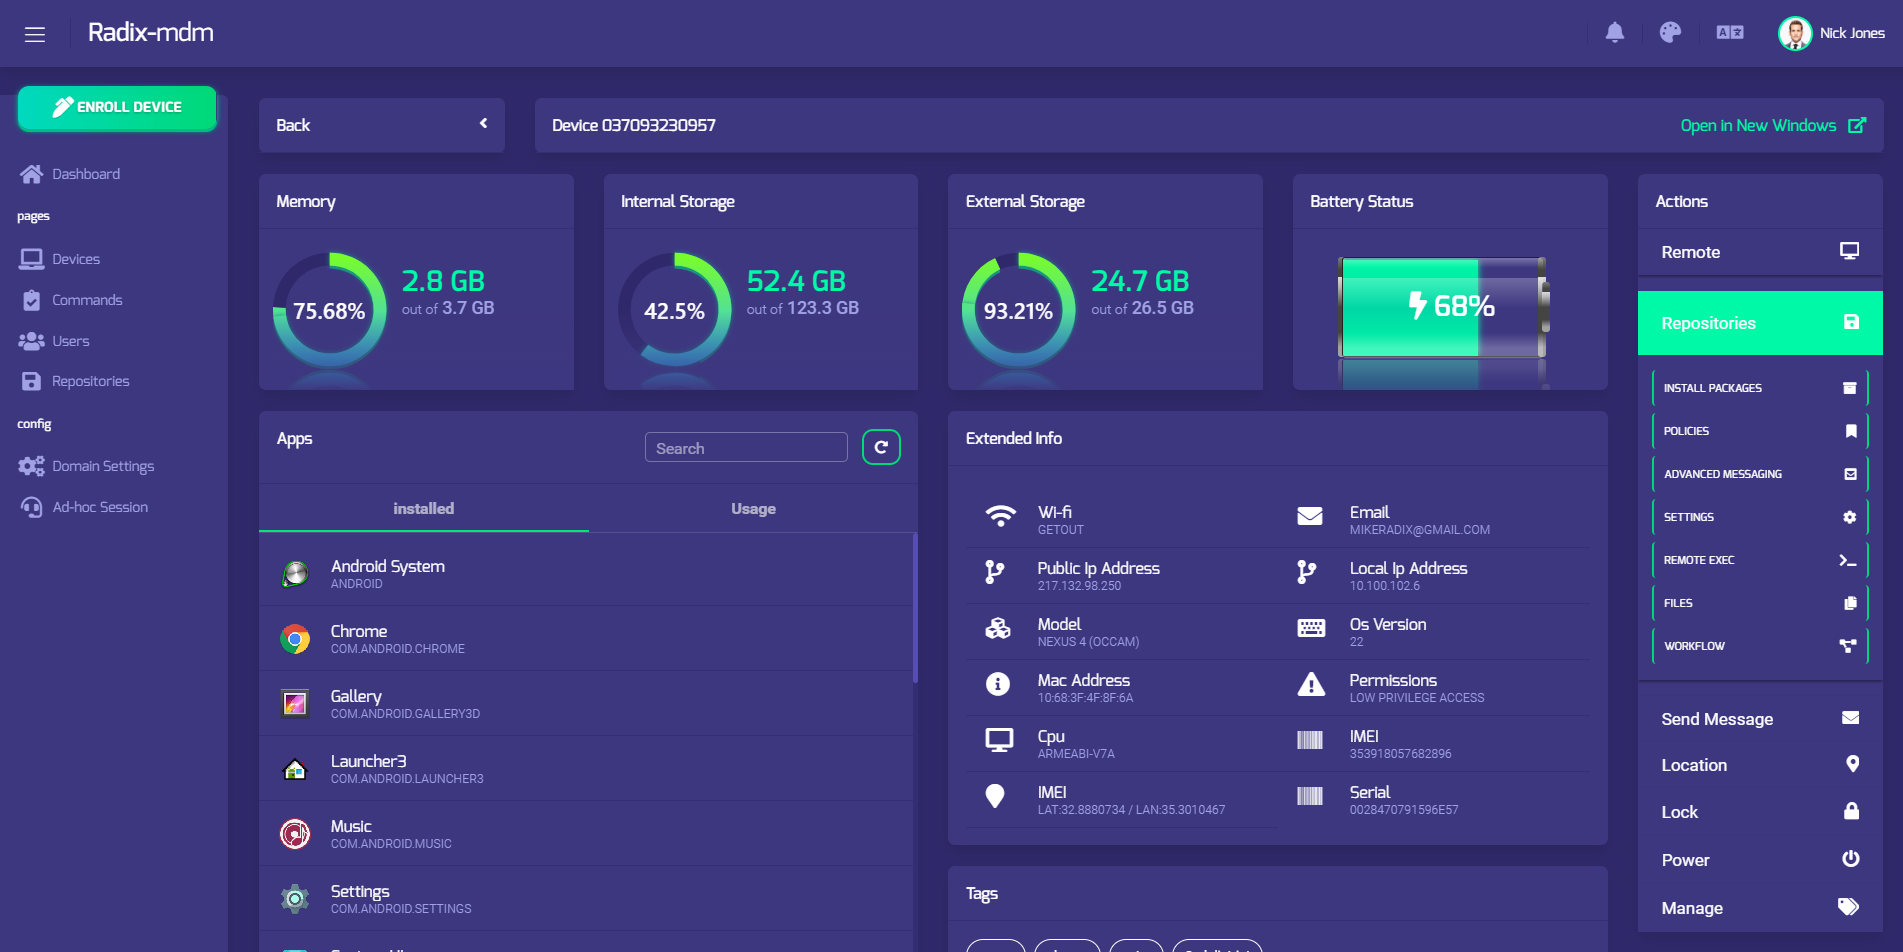 Radix-mdm
Nick Jones
ENROLL DEVICE
Dashboard
pages
Devices
Commands
Users
Repositories
config
Domain Settings
Ad-hoc Session
Back
Device 037093230957
Open in New Windows
Memory
75.68%
2.8 GB
out of 3.7 GB
Internal Storage
42.5%
52.4 GB
out of 123.3 GB
External Storage
93.21%
24.7 GB
out of 26.5 GB
Battery Status
68%
Apps
Search
installed
Usage
Android System
ANDROID
Chrome
COM.ANDROID.CHROME
Gallery
COM.ANDROID.GALLERY3D
Launcher3
COM.ANDROID.LAUNCHER3
Music
COM.ANDROID.MUSIC
Settings
COM.ANDROID.SETTINGS
Extended Info
Wi-fi
GETOUT
Email
MIKERADIX@GMAIL.COM
Public Ip Address
217.132.98.250
Local Ip Address
10.100.102.6
Model
NEXUS 4 (OCCAM)
Os Version
22
Mac Address
10:68:3F:4F:8F:6A
Permissions
LOW PRIVILEGE ACCESS
Cpu
ARMEABI-V7A
IMEI
353918057682896
IMEI
LAT:32.8880734 / LAN:35.3010467
Serial
0028470791596E57
Tags
Actions
Remote
Repositories
INSTALL PACKAGES
POLICIES
ADVANCED MESSAGING
SETTINGS
REMOTE EXEC
FILES
WORKFLOW
Send Message
Location
Lock
Power
Manage